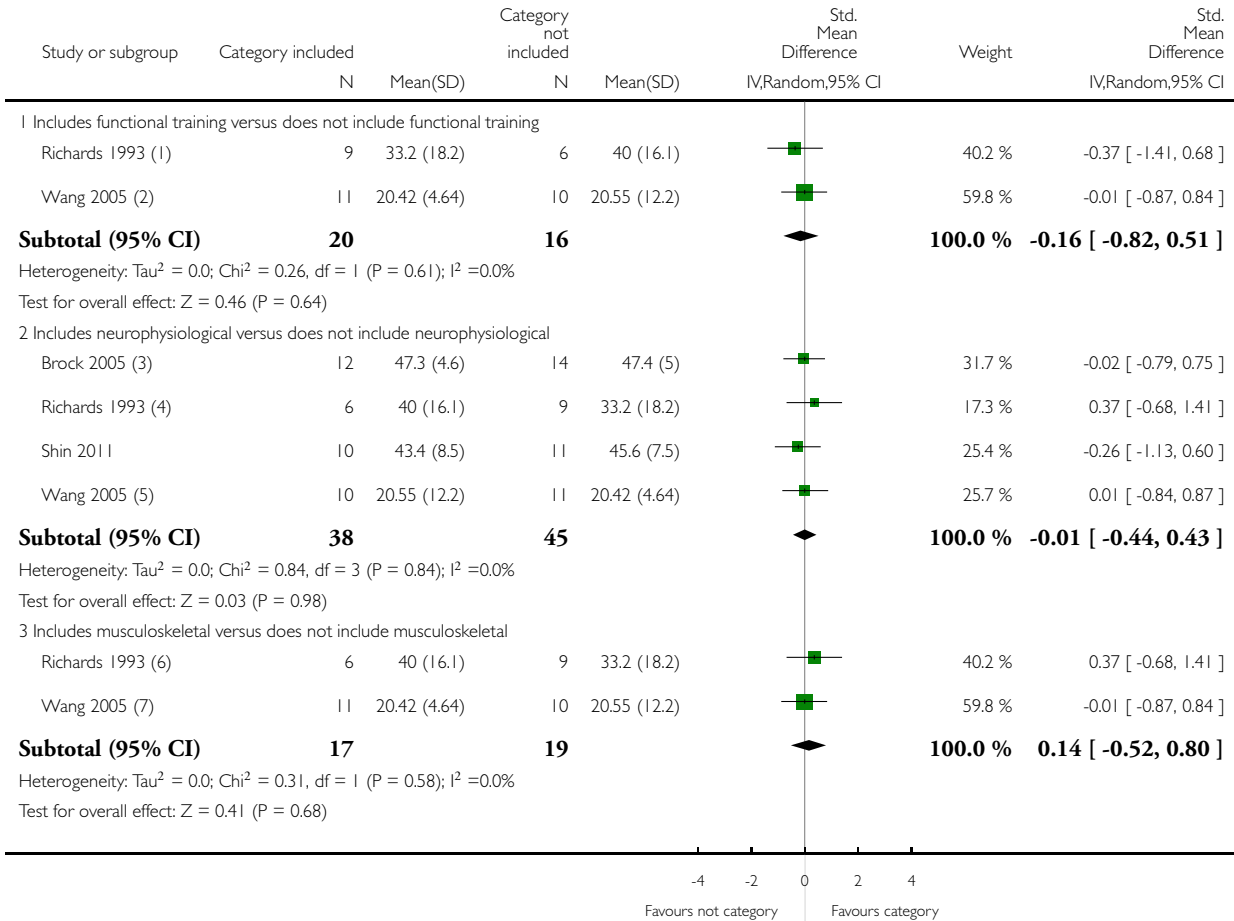 Study or subgroup Category included Category not included Std. Mean Difference Weight Std. Mean Difference
N Mean(SD) N Mean(SD) IV,Random,95% CI IV,Random,95% CI
1 Includes functional training versus does not include functional training
Richards 1993 (1) 9 33.2 (18.2) 6 40 (16.1) 40.2 % -0.37 [ -1.41, 0.68 ]
Wang 2005 (2) 11 20.42 (4.64) 10 20.55 (12.2) 59.8 % -0.01 [ -0.87, 0.84 ]
Subtotal (95% CI) 20 16 100.0 % -0.16 [ -0.82, 0.51 ]
Heterogeneity: Tau² = 0.0; Chi² = 0.26, df = 1 (P = 0.61); I² =0.0%
Test for overall effect: Z = 0.46 (P = 0.64)
2 Includes neurophysiological versus does not include neurophysiological
Brock 2005 (3) 12 47.3 (4.6) 14 47.4 (5) 31.7 % -0.02 [ -0.79, 0.75 ]
Richards 1993 (4) 6 40 (16.1) 9 33.2 (18.2) 17.3 % 0.37 [ -0.68, 1.41 ]
Shin 2011 10 43.4 (8.5) 11 45.6 (7.5) 25.4 % -0.26 [ -1.13, 0.60 ]
Wang 2005 (5) 10 20.55 (12.2) 11 20.42 (4.64) 25.7 % 0.01 [ -0.84, 0.87 ]
Subtotal (95% CI) 38 45 100.0 % -0.01 [ -0.44, 0.43 ]
Heterogeneity: Tau² = 0.0; Chi² = 0.84, df = 3 (P = 0.84); I² =0.0%
Test for overall effect: Z = 0.03 (P = 0.98)
3 Includes musculoskeletal versus does not include musculoskeletal
Richards 1993 (6) 6 40 (16.1) 9 33.2 (18.2) 40.2 % 0.37 [ -0.68, 1.41 ]
Wang 2005 (7) 11 20.42 (4.64) 10 20.55 (12.2) 59.8 % -0.01 [ -0.87, 0.84 ]
Subtotal (95% CI) 17 19 100.0 % 0.14 [ -0.52, 0.80 ]
Heterogeneity: Tau² = 0.0; Chi² = 0.31, df = 1 (P = 0.58); I² =0.0%
Test for overall effect: Z = 0.41 (P = 0.68)
-4 -2 0 2 4
Favours not category Favours category